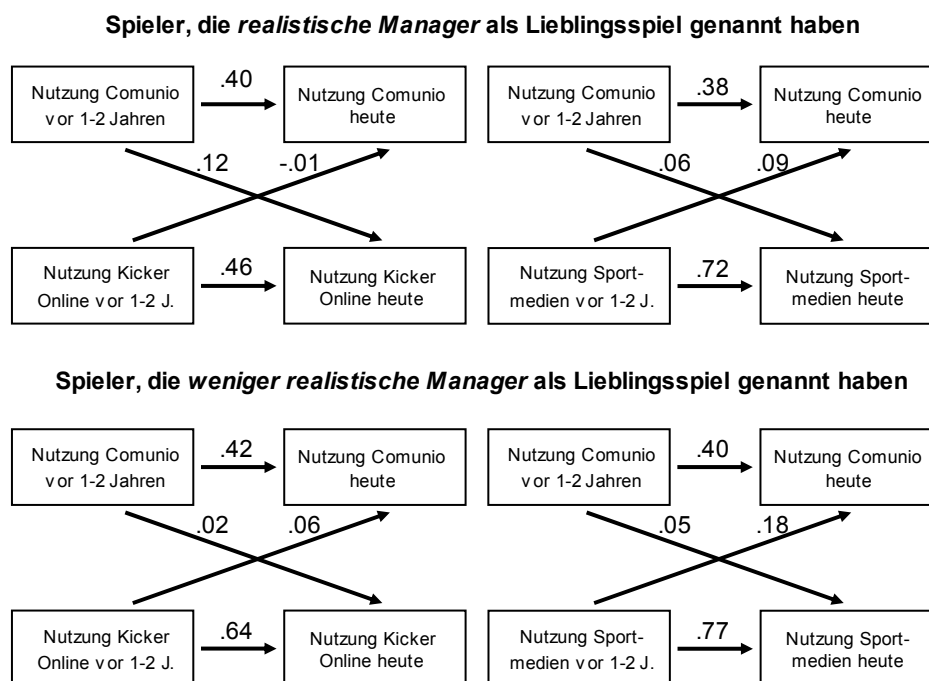 Spieler, die realistische Manager als Lieblingsspiel genannt haben
Nutzung Comunio
vor 1-2 Jahren
.40
Nutzung Comunio
heute
.12
-.01
Nutzung Kicker
Online vor 1-2 J.
.46
Nutzung Kicker
Online heute
Nutzung Comunio
vor 1-2 Jahren
.38
Nutzung Comunio
heute
.06
.09
Nutzung Sport-
medien vor 1-2 J.
.72
Nutzung Sport-
medien heute
Spieler, die weniger realistische Manager als Lieblingsspiel genannt haben
Nutzung Comunio
vor 1-2 Jahren
.42
Nutzung Comunio
heute
.02
.06
Nutzung Kicker
Online vor 1-2 J.
.64
Nutzung Kicker
Online heute
Nutzung Comunio
vor 1-2 Jahren
.40
Nutzung Comunio
heute
.05
.18
Nutzung Sport-
medien vor 1-2 J.
.77
Nutzung Sport-
medien heute